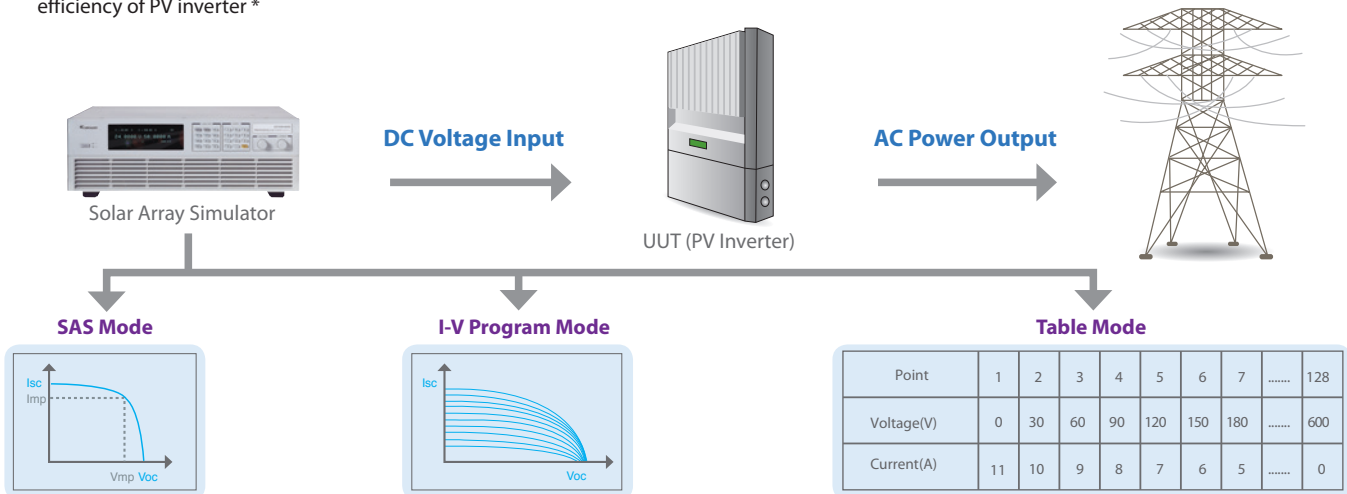 efficiency of PV inverter *
DC Voltage Input
AC Power Output
Solar Array Simulator
UUT (PV Inverter)
SAS Mode
I-V Program Mode
Table Mode
Isc
Imp
Vmp Voc
Isc
Voc
Point 1 2 3 4 5 6 7 ....... 128
Voltage(V) 0 30 60 90 120 150 180 ....... 600
Current(A) 11 10 9 8 7 6 5 ....... 0